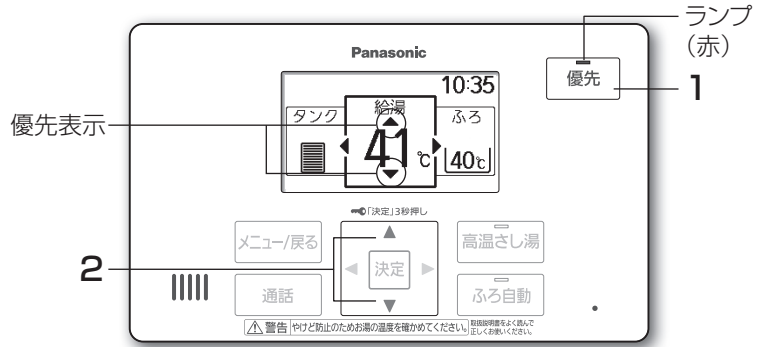 ランプ
(赤)
Panasonic
優先
1
10:35
タンク
給湯
ふろ
優先表示
41℃
40℃
「決定」3秒押し
メニュー/戻る
高温さし湯
2
決定
通話
ふろ自動
警告 やけど防止のためお湯の温度を確かめてください。 取扱説明書をよく読んで
正しくお使いください。